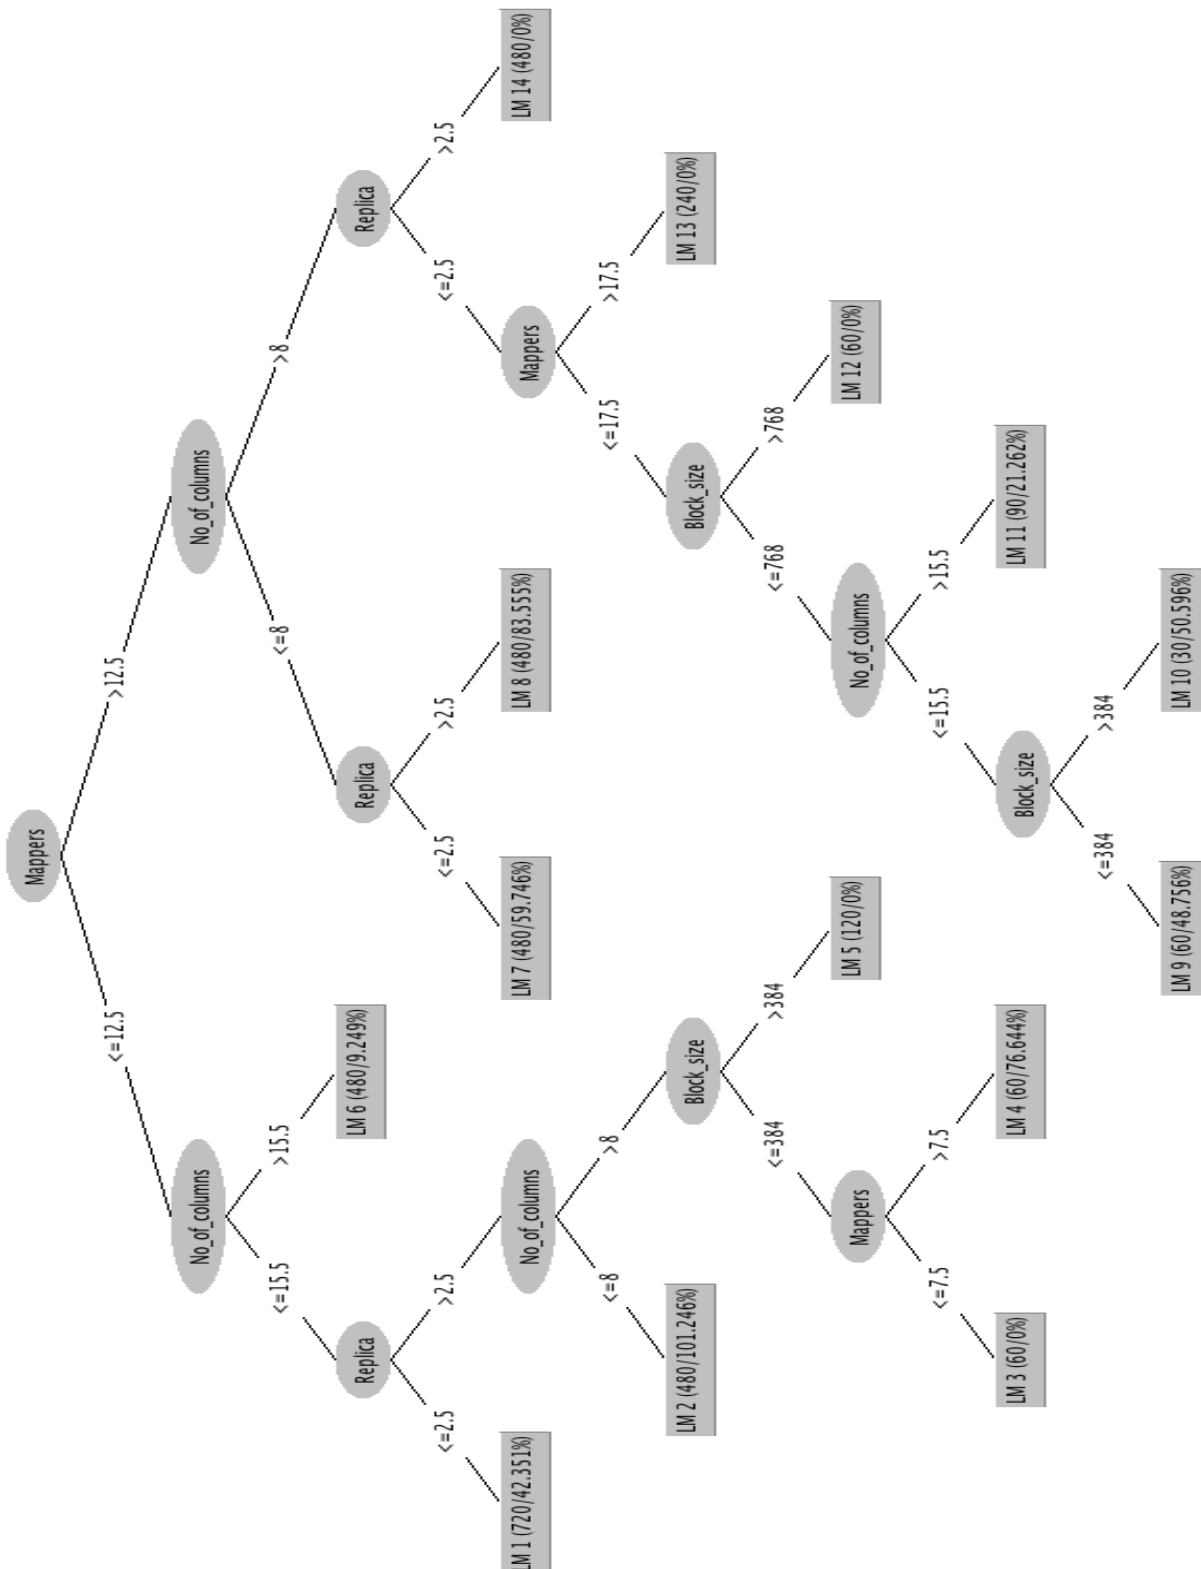 Mappers
<=12.5
>12.5
No_of_columns
No_of_columns
<=15.5
>15.5
<=8
>8
Replica
LM 6 (480/9.249%)
Replica
Replica
<=2.5
>2.5
<=2.5
>2.5
<=2.5
>2.5
LM 1 (720/42.351%)
No_of_columns
LM 7 (480/59.746%)
LM 8 (480/83.555%)
Mappers
LM 14 (480/0%)
<=8
>8
<=17.5
>17.5
LM 2 (480/101.246%)
Block_size
Block_size
LM 13 (240/0%)
<=384
>384
<=768
>768
Mappers
LM 5 (120/0%)
No_of_columns
LM 12 (60/0%)
<=7.5
>7.5
<=15.5
>15.5
LM 3 (60/0%)
LM 4 (60/76.644%)
Block_size
LM 11 (90/21.262%)
<=384
>384
LM 9 (60/48.756%)
LM 10 (30/50.596%)